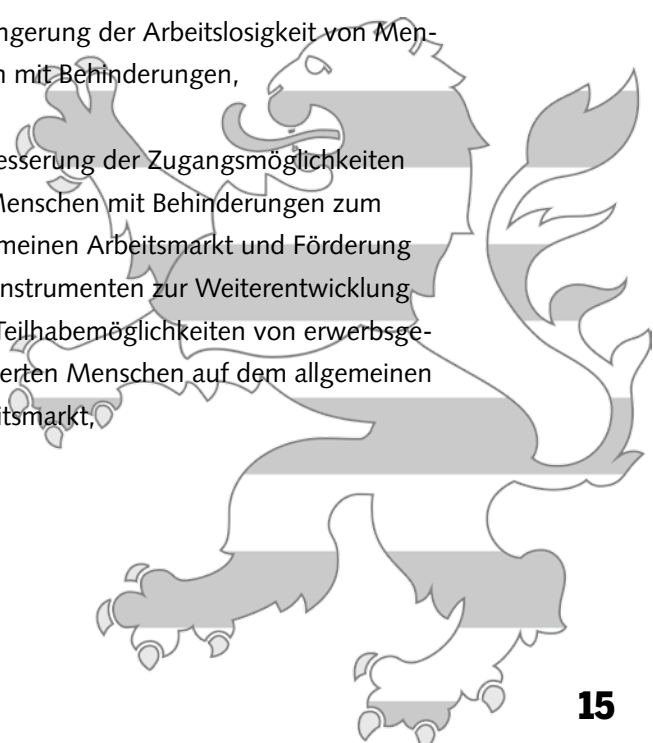 ngerung der Arbeitslosigkeit von Men-
n mit Behinderungen,
esserung der Zugangsmöglichkeiten
Menschen mit Behinderungen zum
meinen Arbeitsmarkt und Förderung
nstrumenten zur Weiterentwicklung
Teilhabemöglichkeiten von erwerbsge-
erten Menschen auf dem allgemeinen
itsmarkt,
15